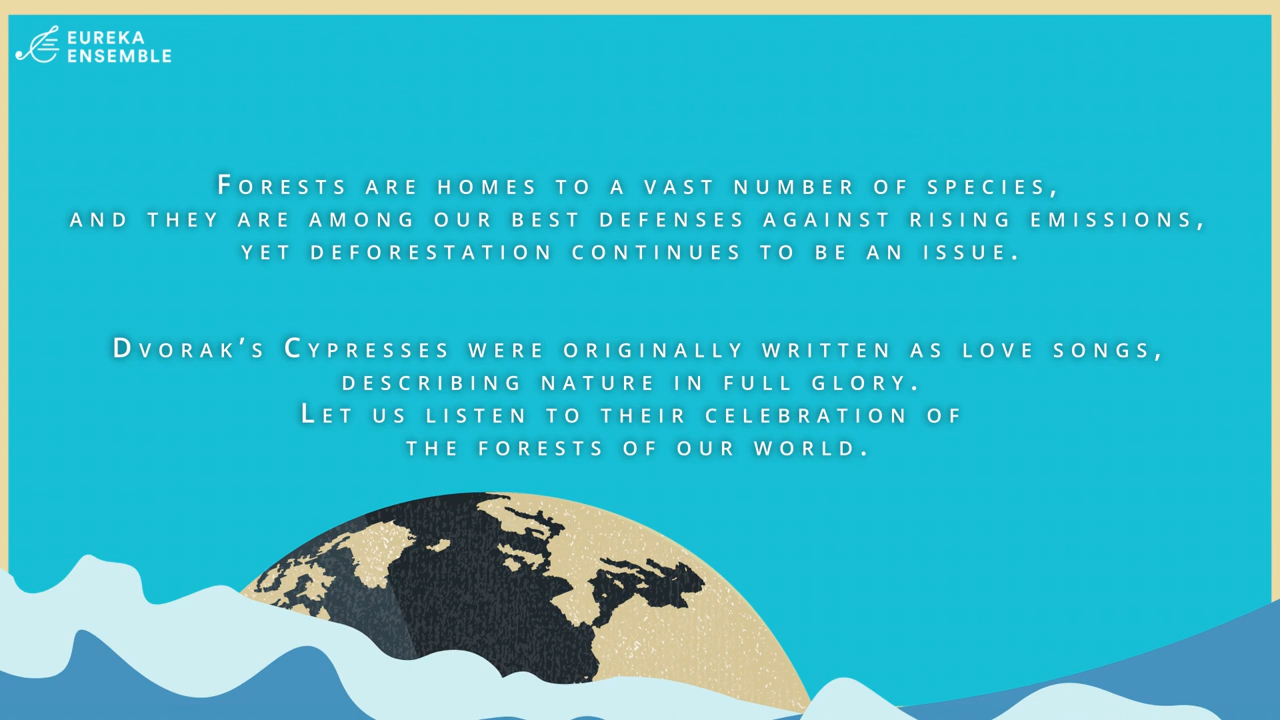 EUREKA
ENSEMBLE
Forests are homes to a vast number of species,
and they are among our best defenses against rising emissions,
yet deforestation continues to be an issue.
Dvorak's Cypresses were originally written as love songs,
describing nature in full glory.
Let us listen to their celebration of
the forests of our world.